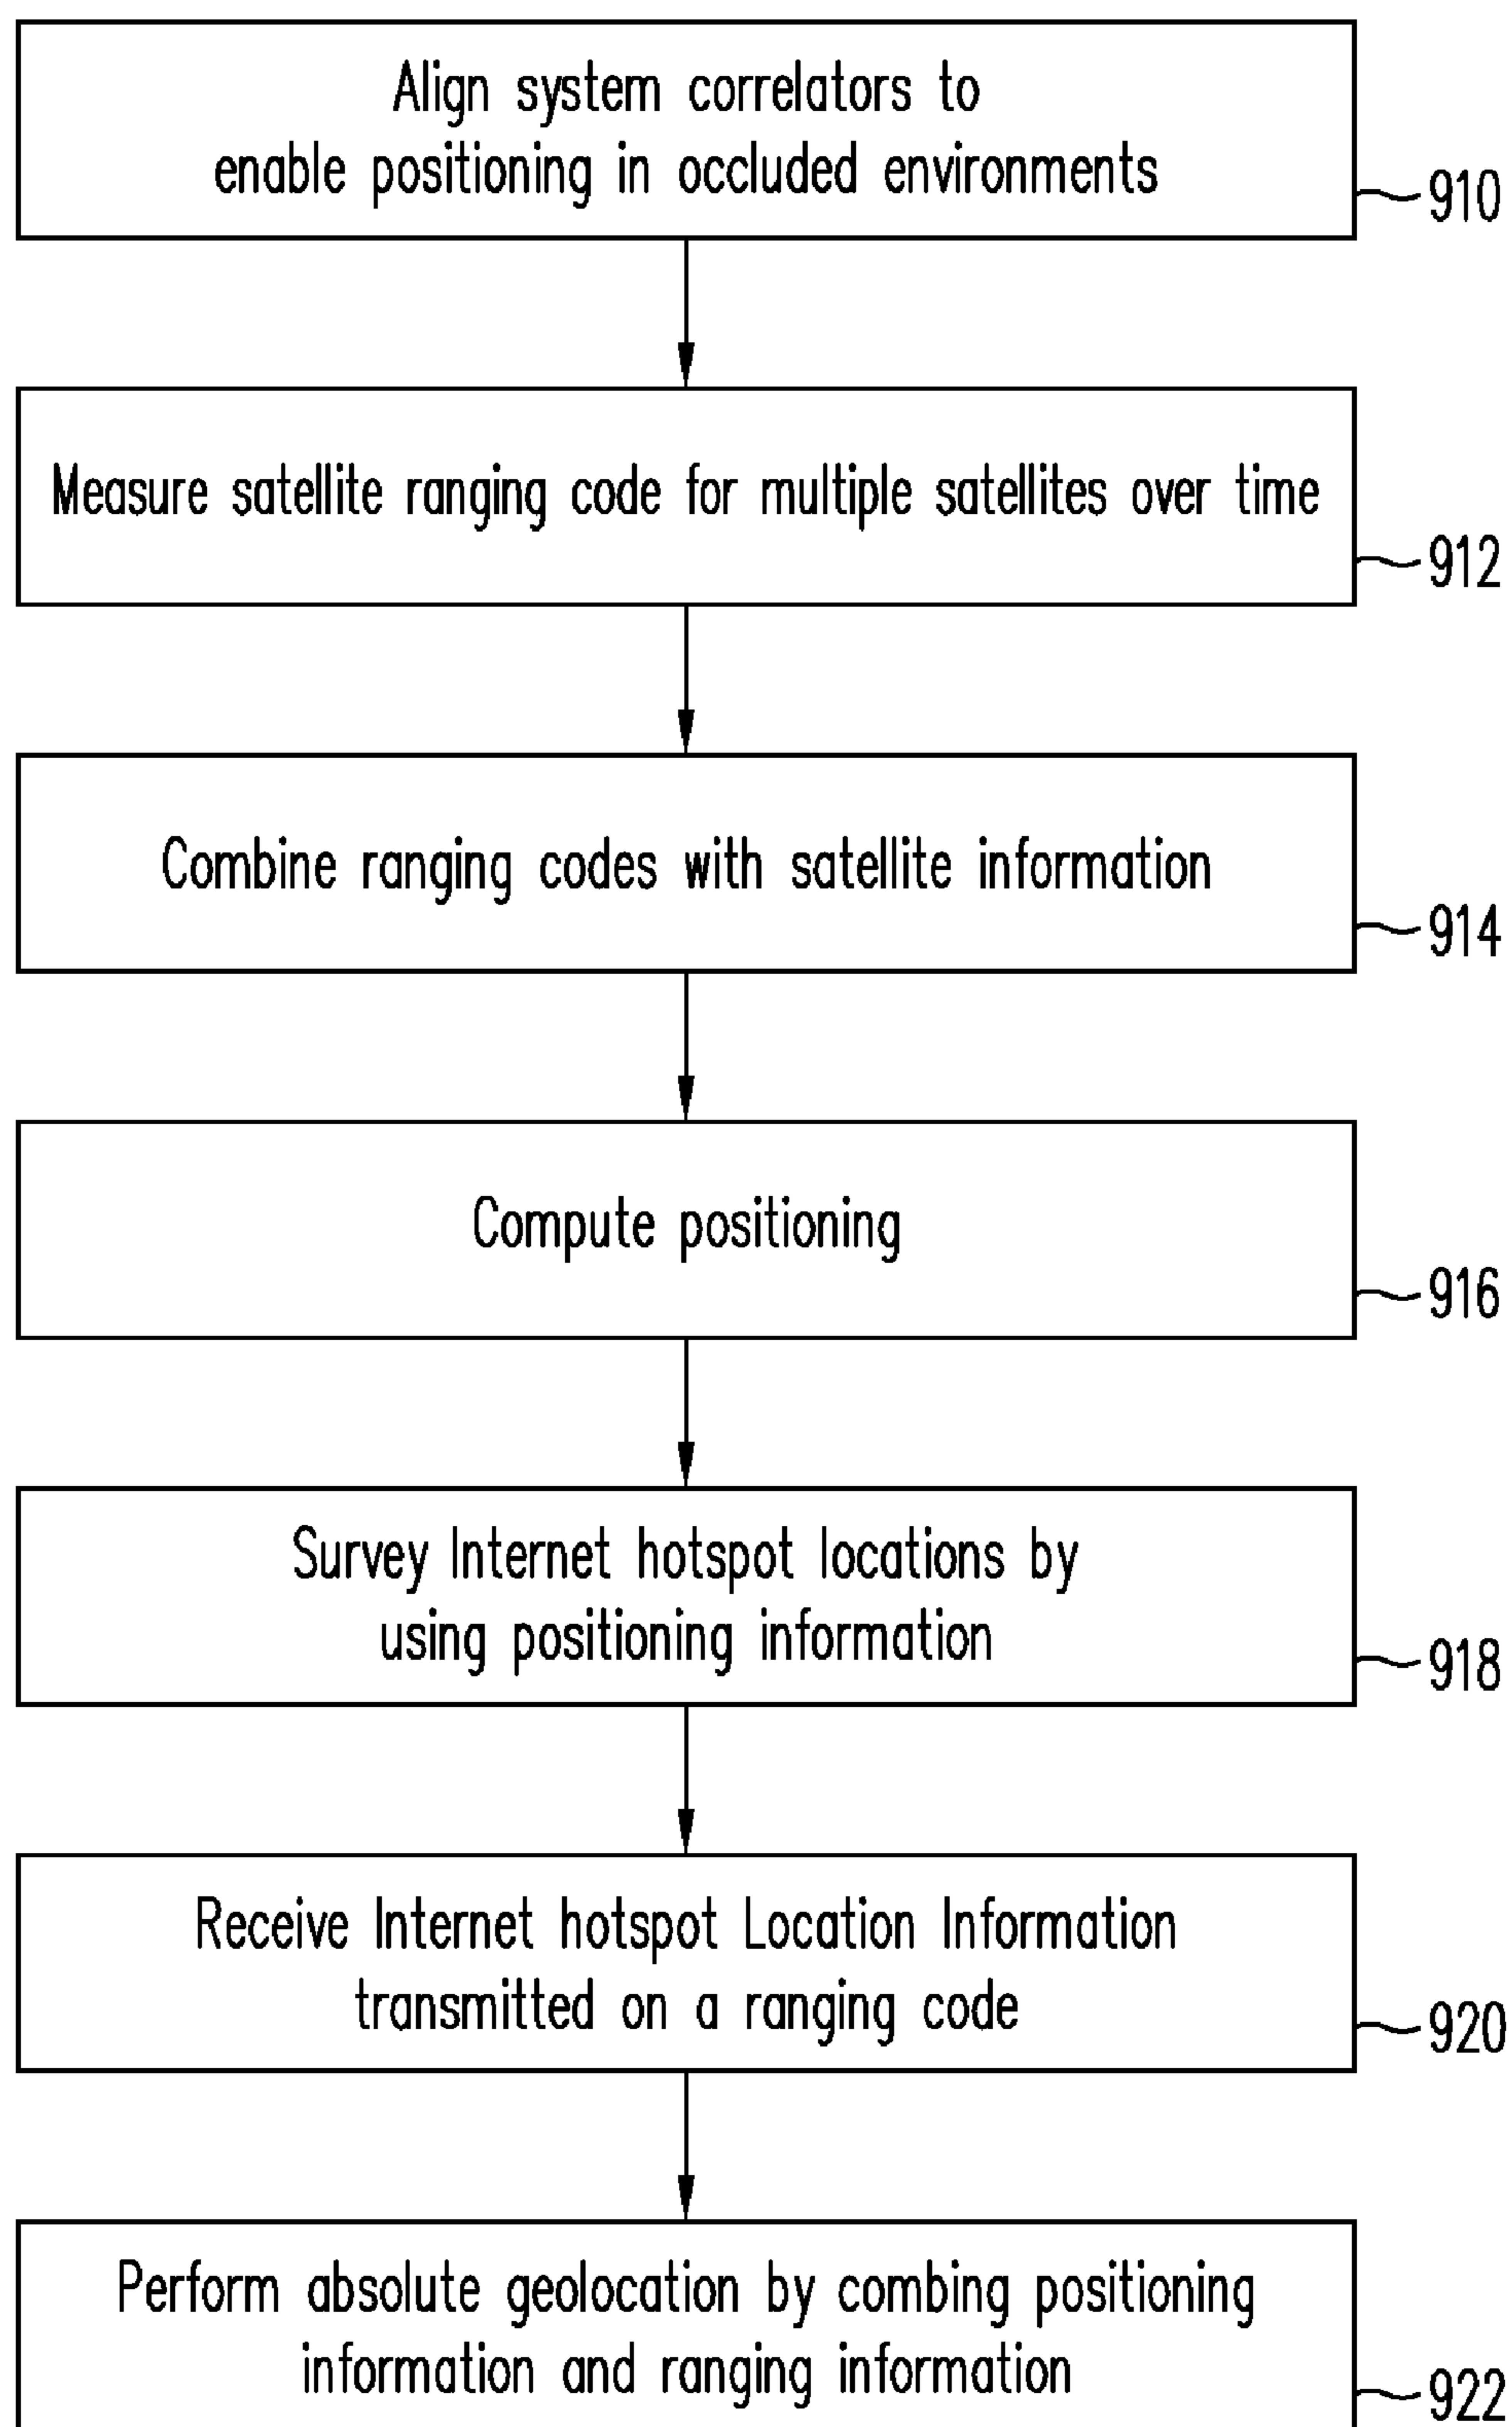 Align system correlators to
enable positioning in occluded environments
910
Measure satellite ranging code for multiple satellites over time
912
Combine ranging codes with satellite information
914
Compute positioning
916
Survey Internet hotspot locations by
using positioning information
918
Receive Internet hotspot Location Information
transmitted on a ranging code
920
Perform absolute geolocation by combing positioning
information and ranging information
922